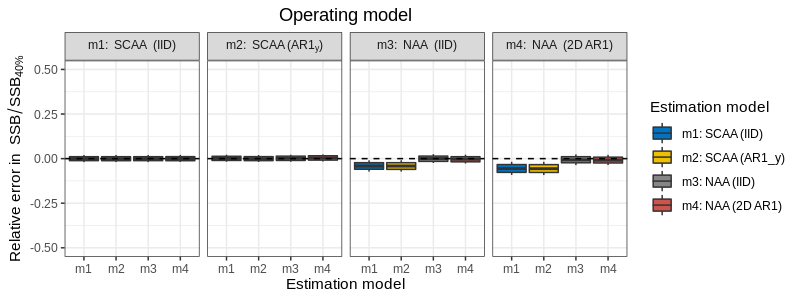 Operating model
m1: SCAA (IID)
m2: SCAA (AR1y)
m3: NAA (IID)
m4: NAA (2D AR1)
Relative error in SSB/SSB40%
0.50
0.25
0.00
-0.25
-0.50
m1 m2 m3 m4
m1 m2 m3 m4
m1 m2 m3 m4
m1 m2 m3 m4
Estimation model
Estimation model
m1: SCAA (IID)
m2: SCAA (AR1_y)
m3: NAA (IID)
m4: NAA (2D AR1)